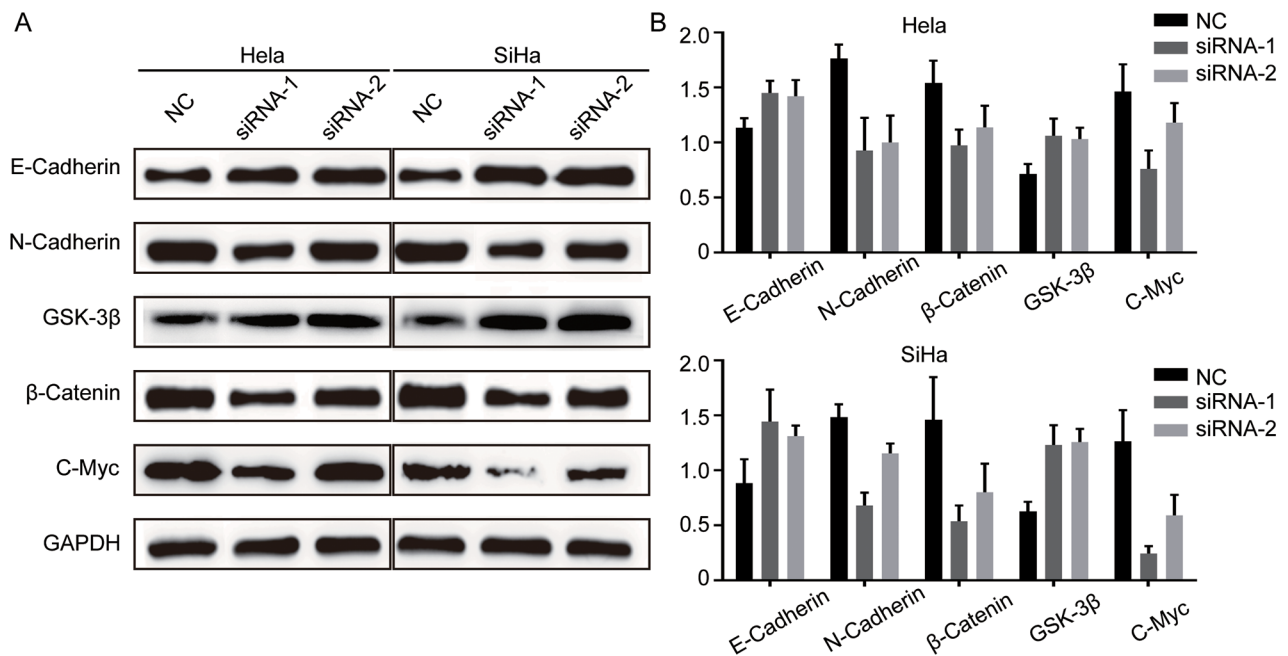 A
Hela
SiHa
NC
siRNA-1
siRNA-2
NC
siRNA-1
siRNA-2
E-Cadherin
N-Cadherin
GSK-3β
β-Catenin
C-Myc
GAPDH
B
Hela
NC
siRNA-1
siRNA-2
2.0
1.5
1.0
0.5
0
E-Cadherin
N-Cadherin
β-Catenin
GSK-3β
C-Myc
SiHa
NC
siRNA-1
siRNA-2
2.0
1.5
1.0
0.5
0
E-Cadherin
N-Cadherin
β-Catenin
GSK-3β
C-Myc